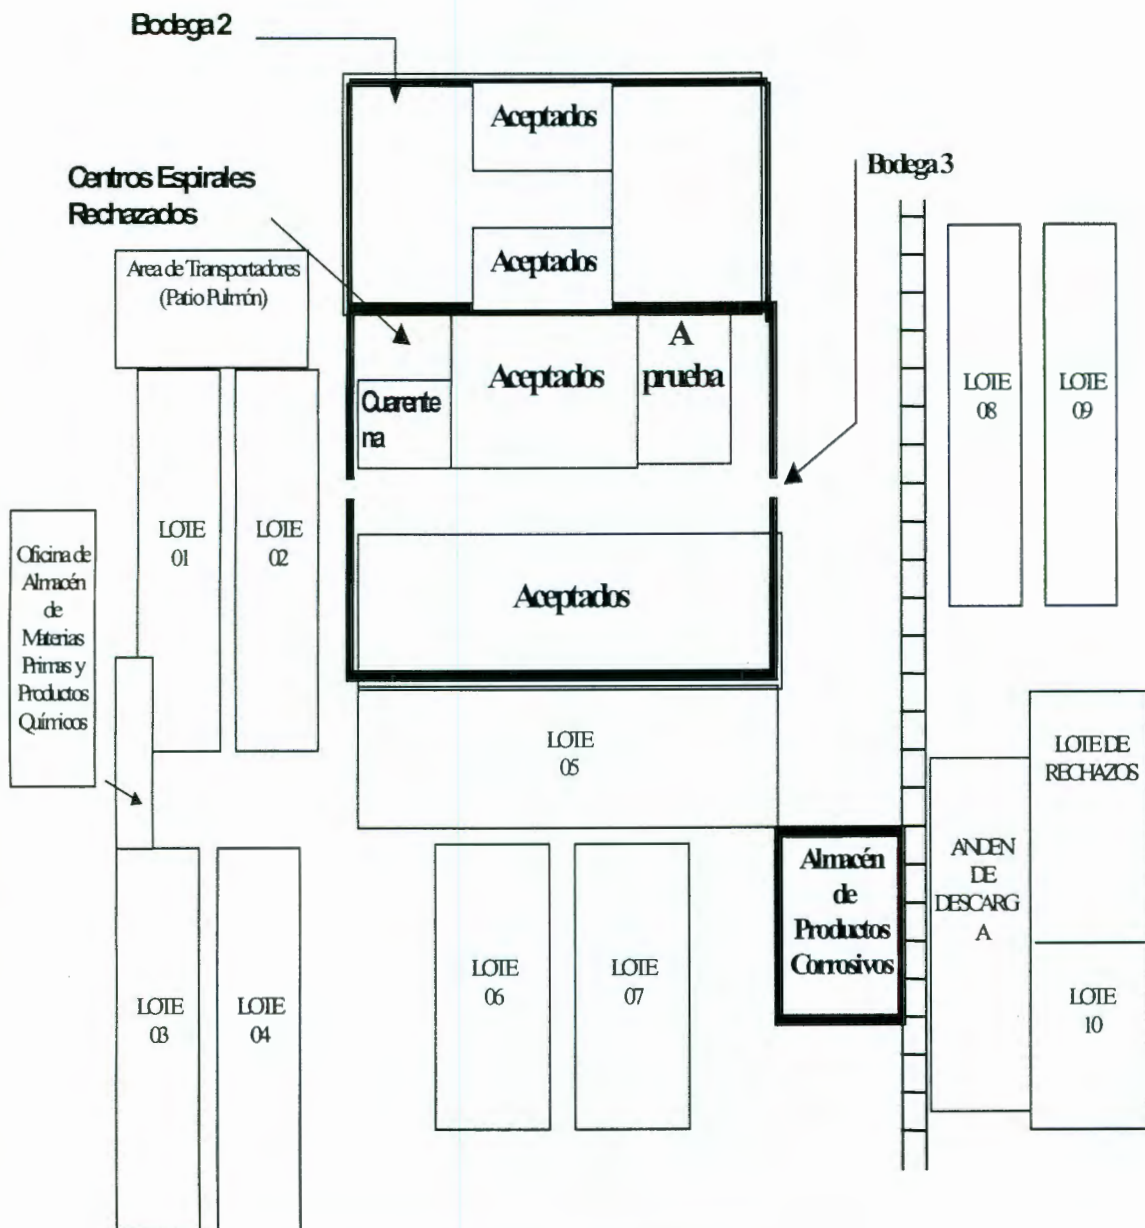 Bodega 2
Aceptados
Centros Espirales
Rechazados
Bodega 3
Area de Transportadores
(Patio Pulmón)
Aceptados
A
prueba
Aceptados
Cuarente
na
LOTE
08
LOTE
09
Oficina de
Almacén
de
Materias
Primas y
Productos
Químicos
LOTE
01
LOTE
02
Aceptados
LOTE
05
LOTE DE
RECHAZOS
ANDEN
DE
DESCARG
A
Almacén
de
Productos
Corrosivos
LOTE
03
LOTE
04
LOTE
06
LOTE
07
LOTE
10